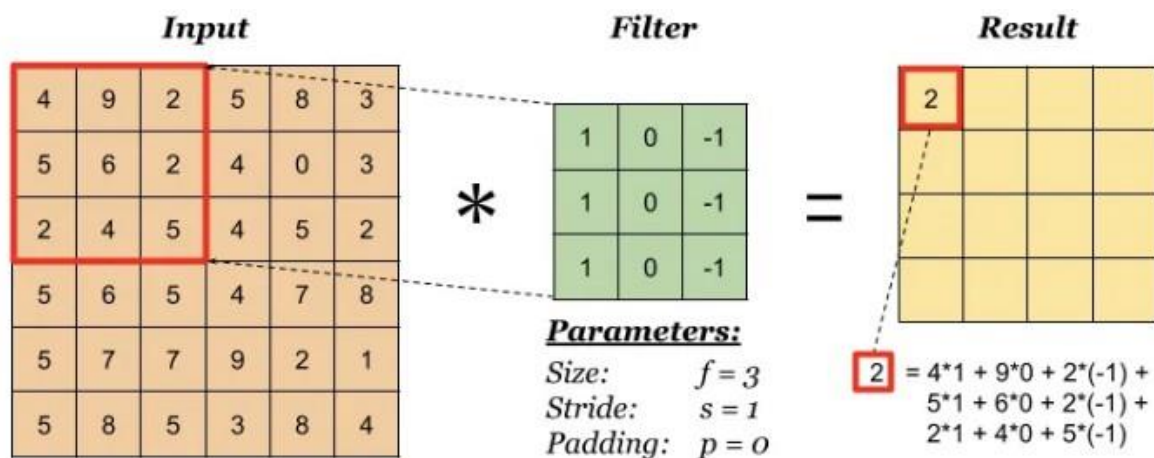 Input Filter Result
4 9 2 5 8 3
5 6 2 4 0 3
2 4 5 4 5 2
5 6 5 4 7 8
5 7 7 9 2 1
5 8 5 3 8 4
*
1 0 -1
1 0 -1
1 0 -1
=
2
Parameters:
Size: f = 3
Stride: s = 1
Padding: p = 0
2 = 4*1 + 9*0 + 2*(-1) +
5*1 + 6*0 + 2*(-1) +
2*1 + 4*0 + 5*(-1)